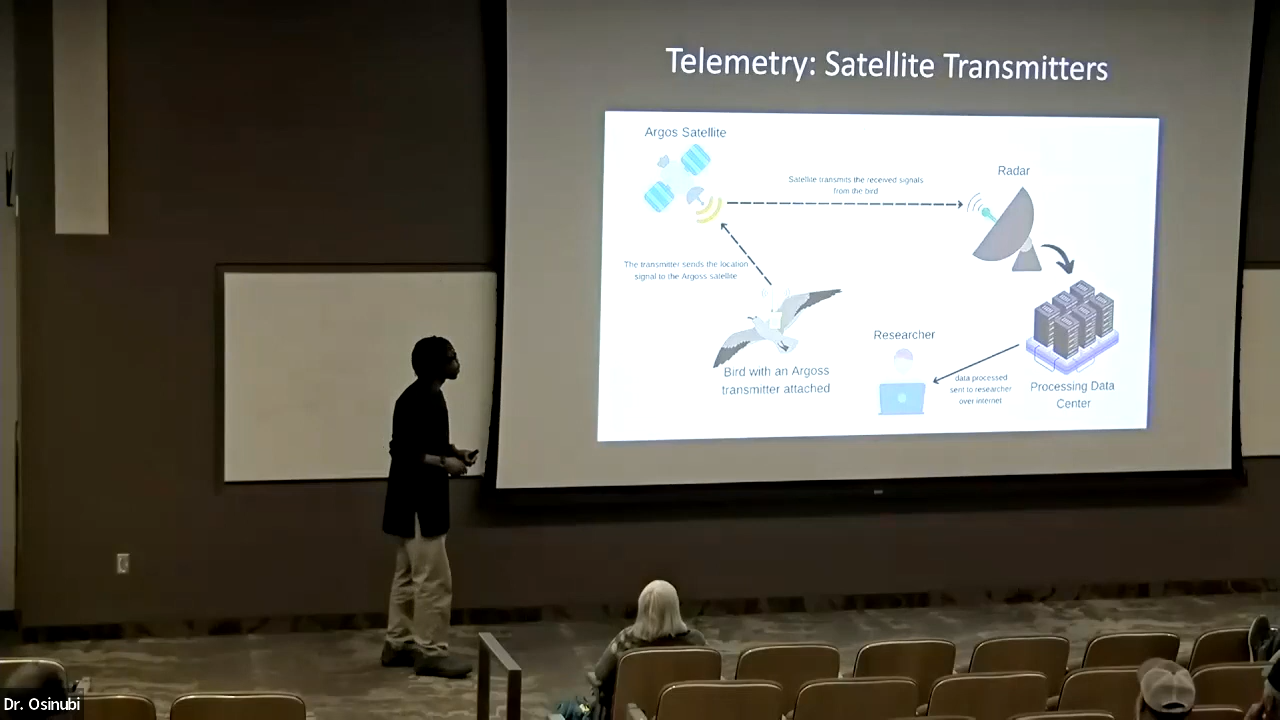 Telemetry: Satellite Transmitters
Argos Satellite
Satellite transmits the received signals
from the bird
Radar
The transmitter sends the location
signal to the Argoss satellite
Bird with an Argoss
transmitter attached
Researcher
data processed
sent to researcher
over internet
Processing Data
Center
Dr. Osinubi